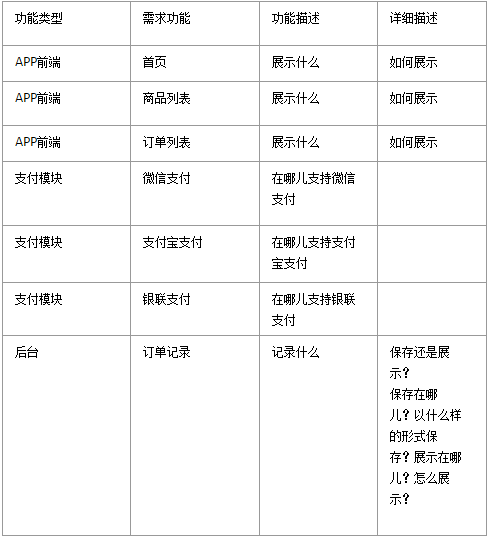 功能类型 需求功能 功能描述 详细描述
APP前端 首页 展示什么 如何展示
APP前端 商品列表 展示什么 如何展示
APP前端 订单列表 展示什么 如何展示
支付模块 微信支付 在哪儿支持微信
支付
支付模块 支付宝支付 在哪儿支持支付
宝支付
支付模块 银联支付 在哪儿支持银联
支付
后台 订单记录 记录什么 保存还是展
示？
保存在哪
儿？以什么样
的形式保
存？展示在哪
儿？怎么展
示？